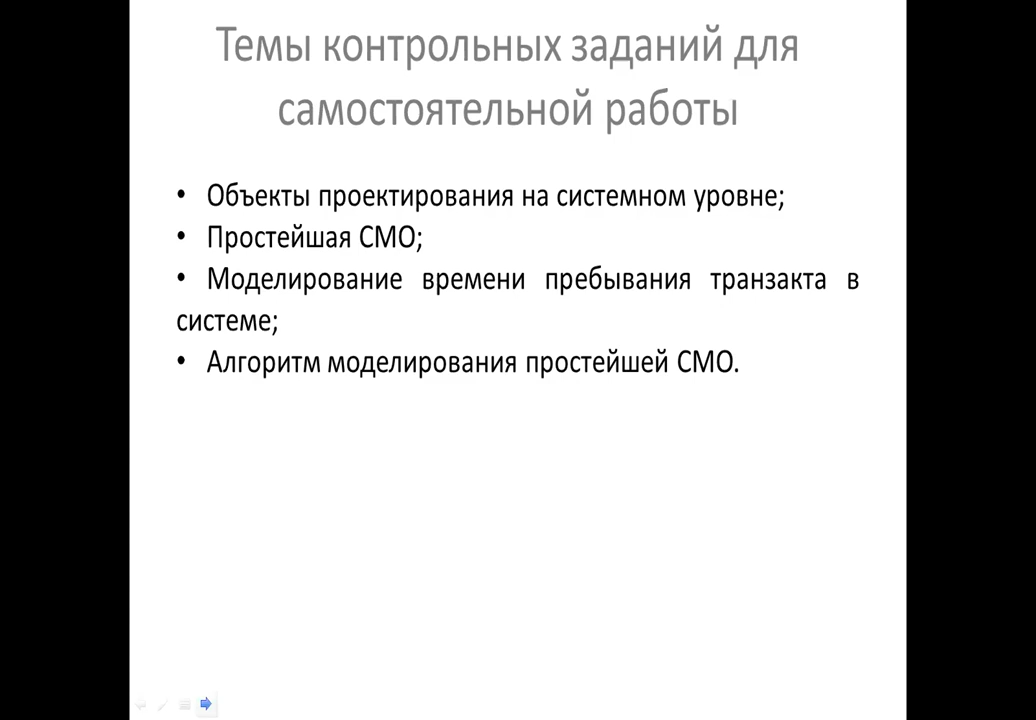 Темы контрольных заданий для
самостоятельной работы
• Объекты проектирования на системном уровне;
• Простейшая СМО;
• Моделирование времени пребывания транзакта в
системе;
• Алгоритм моделирования простейшей СМО.